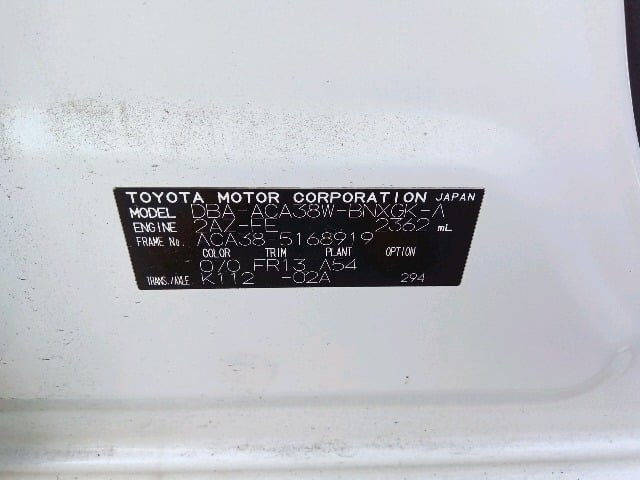 TOYOTA MOTOR CORPORATION JAPAN
MODEL DBA-ACA38W-BNXGK-A
ENGINE 2AZ-FE 2362 mL
FRAME No. ACA38-5168919
COLOR TRIM PLANT OPTION
070 FR13 A54
TRANS./AXLE K112 -02A 294